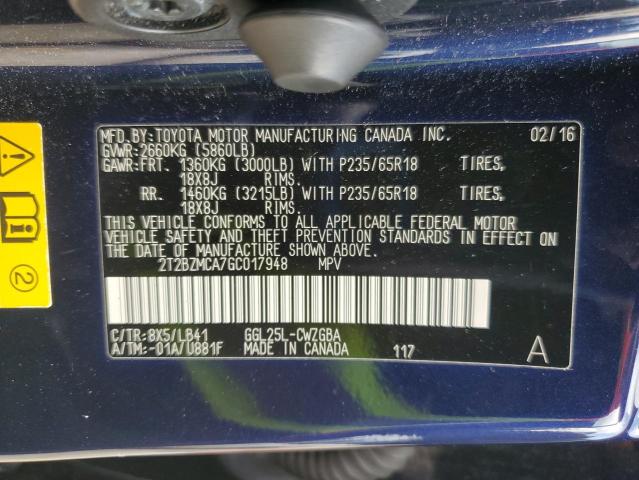 MFD.BY:TOYOTA MOTOR MANUFACTURING CANADA INC. 02/16
GVWR:2660KG (5860LB)
GAWR:FRT. 1360KG (3000LB) WITH P235/65R18 TIRES,
18X8J RIMS.
RR. 1460KG (3215LB) WITH P235/65R18 TIRES,
18X8J RIMS.
THIS VEHICLE CONFORMS TO ALL APPLICABLE FEDERAL MOTOR
VEHICLE SAFETY AND THEFT PREVENTION STANDARDS IN EFFECT ON
THE DATE OF MANUFACTURE SHOWN ABOVE.
2T2BZMCA7GC017948 MPV
C/TR:8X5/LB41 GGL25L-CWZGBA
A/TM:-01A/U881F MADE IN CANADA 117 A
2